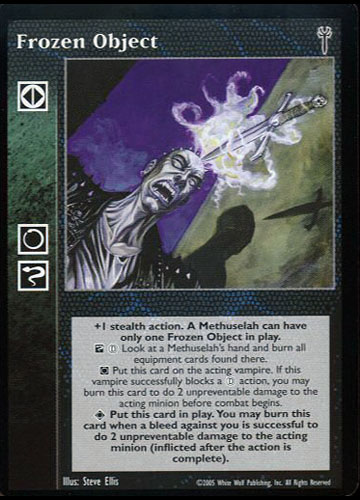 Frozen Object
+1 stealth action. A Methuselah can have
only one Frozen Object in play.
Look at a Methuselah's hand and burn all
equipment cards found there.
Put this card on the acting vampire. If this
vampire successfully blocks a D action, you may
burn this card to do 2 unpreventable damage to the
acting minion before combat begins.
Put this card in play. You may burn this
card when a bleed against you is successful to
do 2 unpreventable damage to the acting
minion (inflicted after the action is
complete).
Illus: Steve Ellis ©2005 White Wolf Publishing, Inc. All Rights Reserved